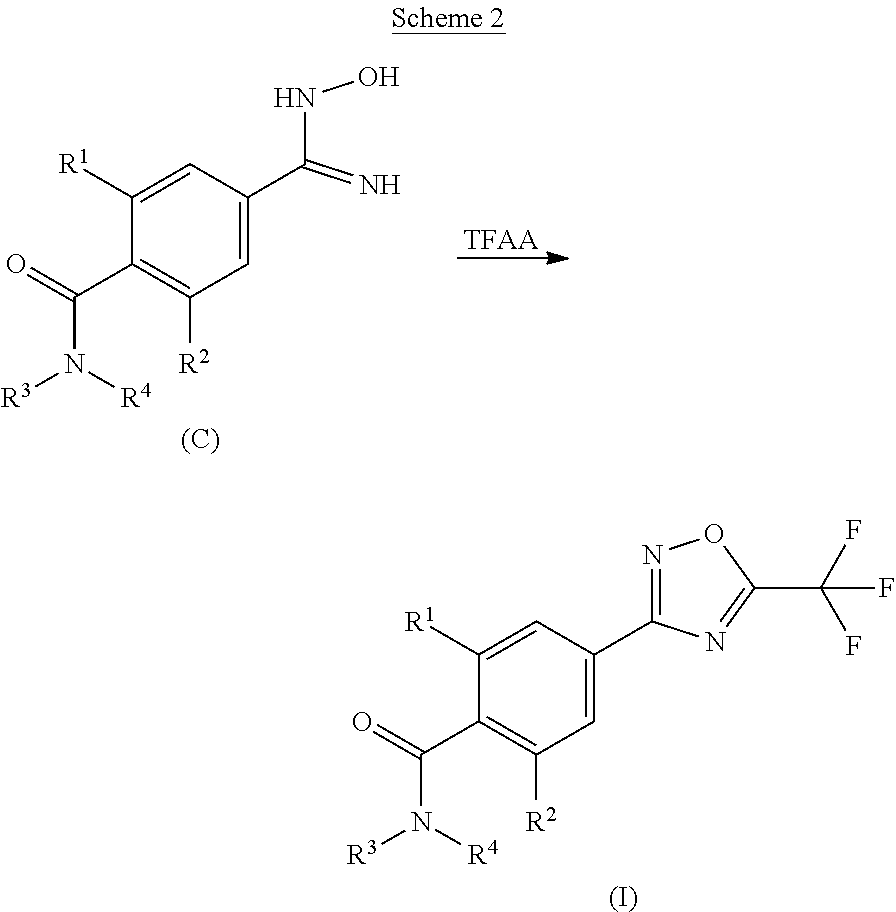 Scheme 2
OH
HN
R¹
NH
TFAA
O
R²
N
R³ R⁴
(C)
O
F
N
F
R¹
N
F
O
R²
N
R³ R⁴
(I)